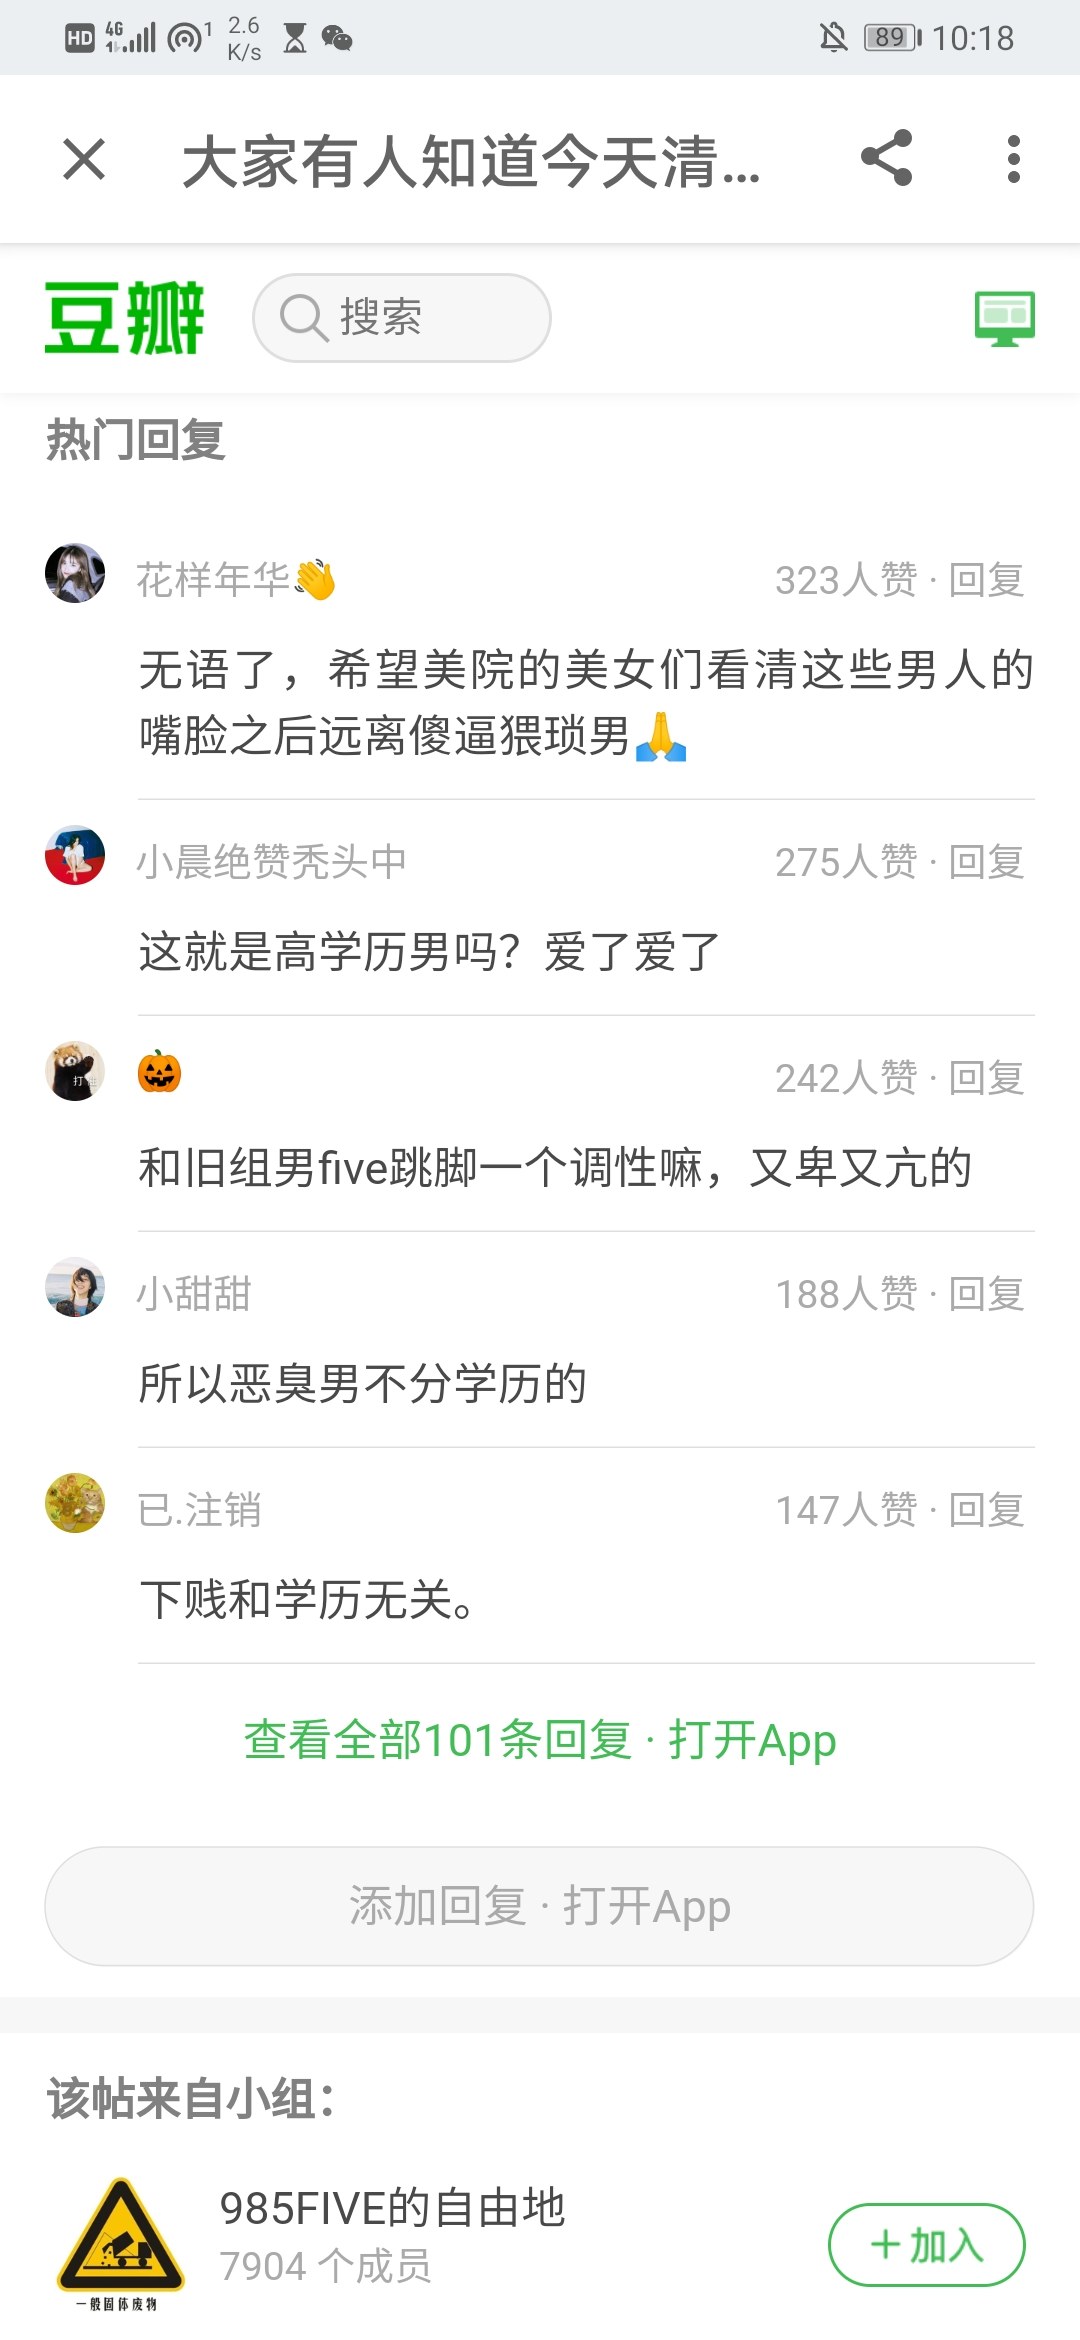 HD 4G 1 2.6 K/s 89 10:18
大家有人知道今天清...
豆瓣 搜索
热门回复
花样年华👋 323人赞 · 回复
无语了，希望美院的美女们看清这些男人的
嘴脸之后远离傻逼猥琐男🙏
小晨绝赞秃头中 275人赞 · 回复
这就是高学历男吗？爱了爱了
🎃 242人赞 · 回复
和旧组男five跳脚一个调性嘛，又卑又亢的
小甜甜 188人赞 · 回复
所以恶臭男不分学历的
已.注销 147人赞 · 回复
下贱和学历无关。
查看全部101条回复 · 打开App
添加回复 · 打开App
该帖来自小组：
985FIVE的自由地
7904 个成员
+加入
一般固体废物